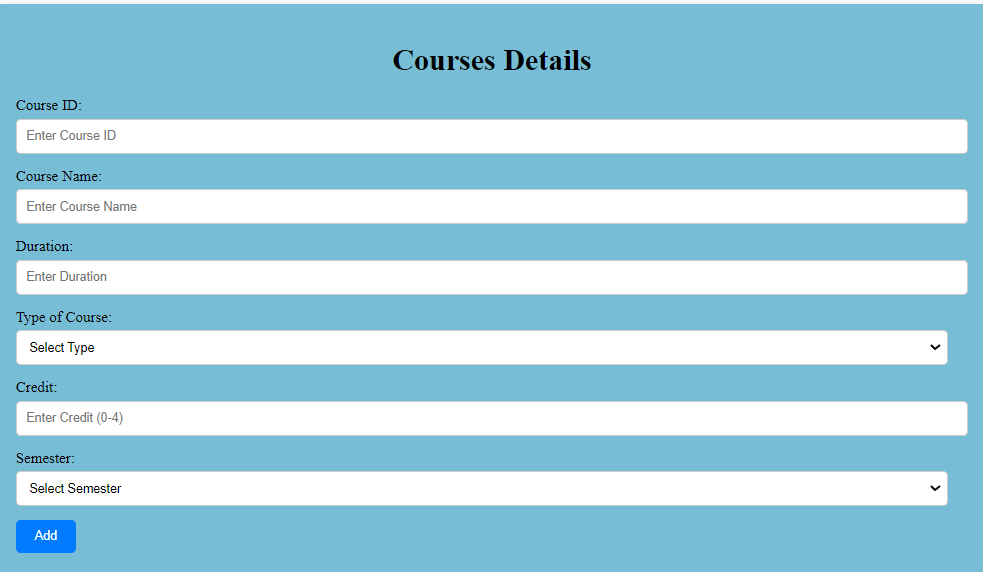 Courses Details
Course ID:
Enter Course ID
Course Name:
Enter Course Name
Duration:
Enter Duration
Type of Course:
Select Type
Credit:
Enter Credit (0-4)
Semester:
Select Semester
Add